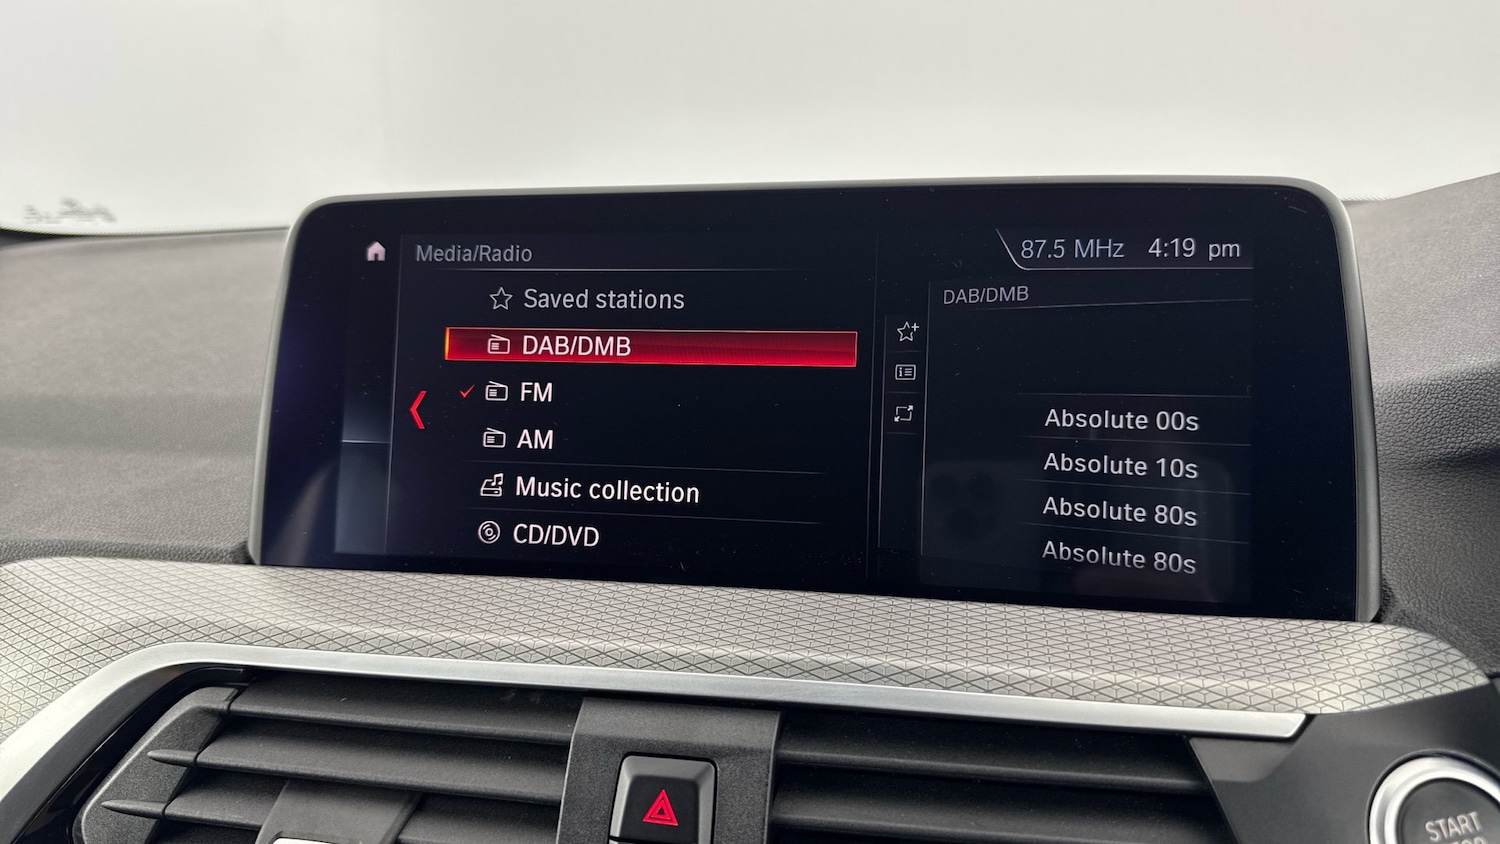 Media/Radio
87.5 MHz 4:19 pm
Saved stations
DAB/DMB
FM
AM
Music collection
CD/DVD
DAB/DMB
Absolute 00s
Absolute 10s
Absolute 80s
Absolute 80s
START